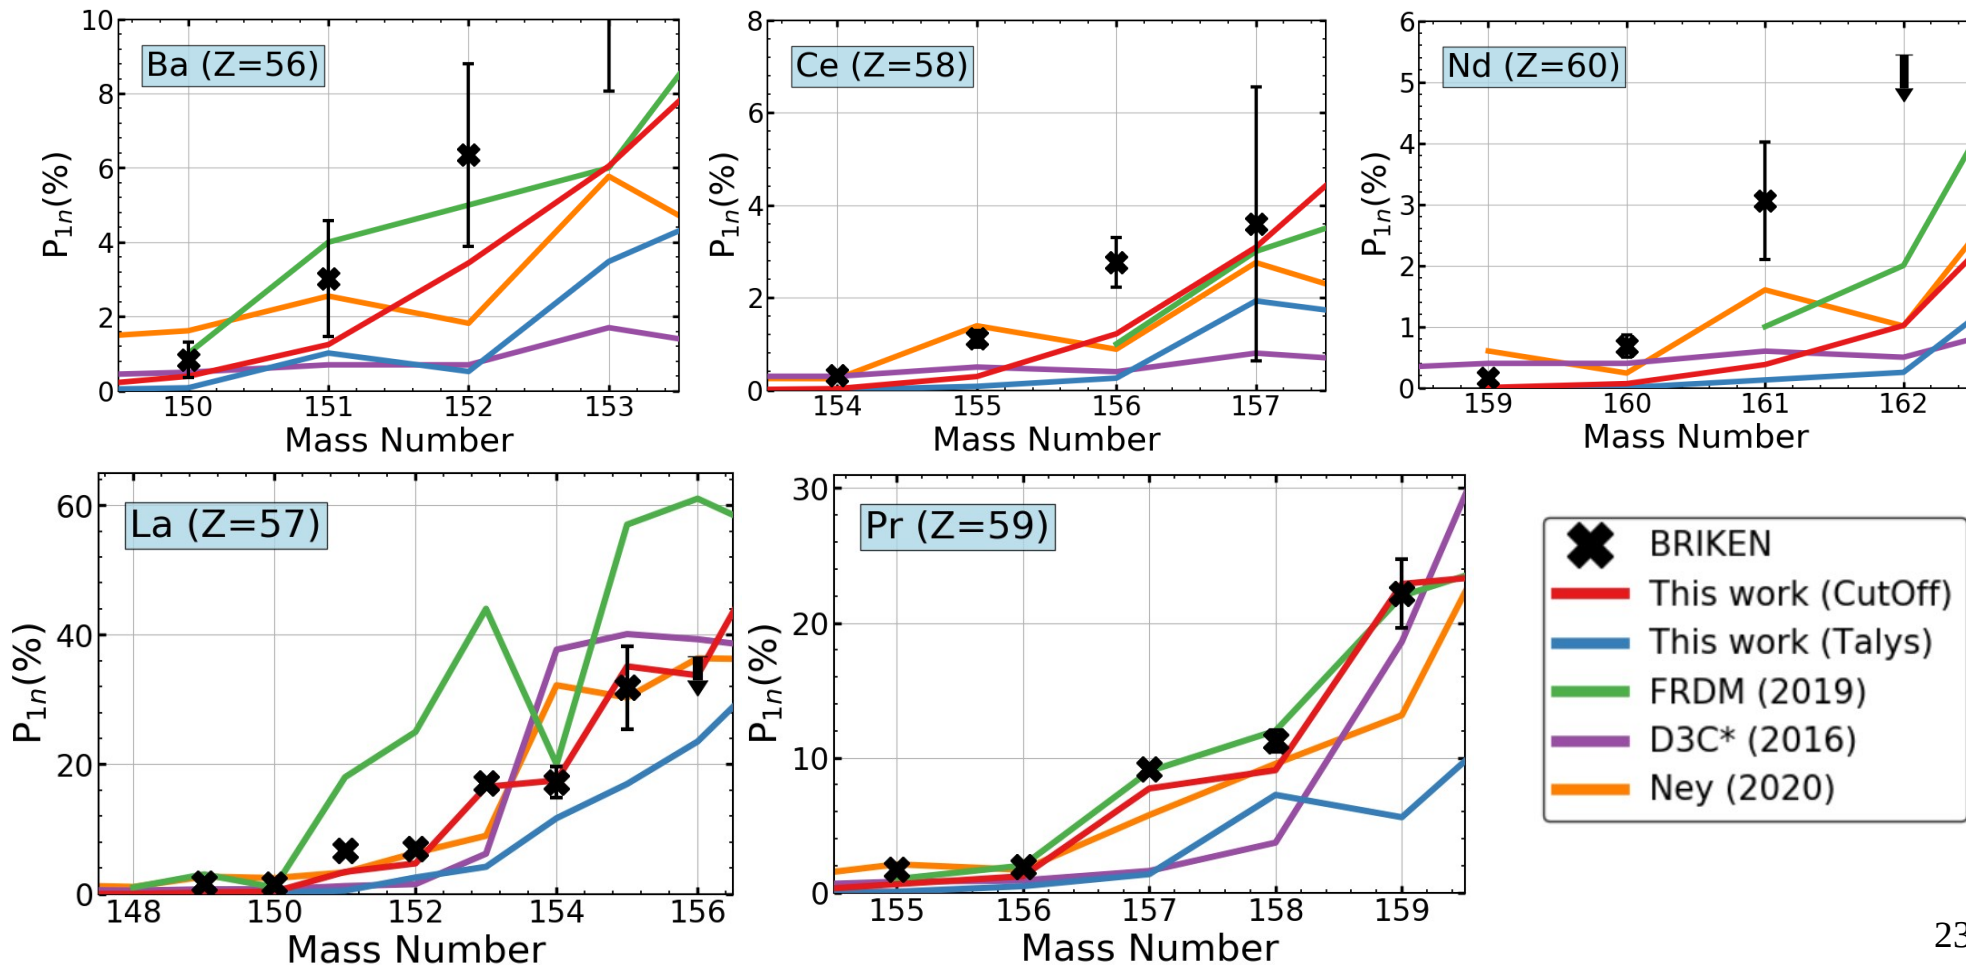 Ba (Z=56)
P1n(%)
10
8
6
4
2
0
150 151 152 153
Mass Number
Ce (Z=58)
P1n(%)
8
6
4
2
0
154 155 156 157
Mass Number
Nd (Z=60)
P1n(%)
6
5
4
3
2
1
0
159 160 161 162
Mass Number
La (Z=57)
P1n(%)
60
40
20
0
148 150 152 154 156
Mass Number
Pr (Z=59)
P1n(%)
30
20
10
0
155 156 157 158 159
Mass Number
BRIKEN
This work (CutOff)
This work (Talys)
FRDM (2019)
D3C* (2016)
Ney (2020)
23